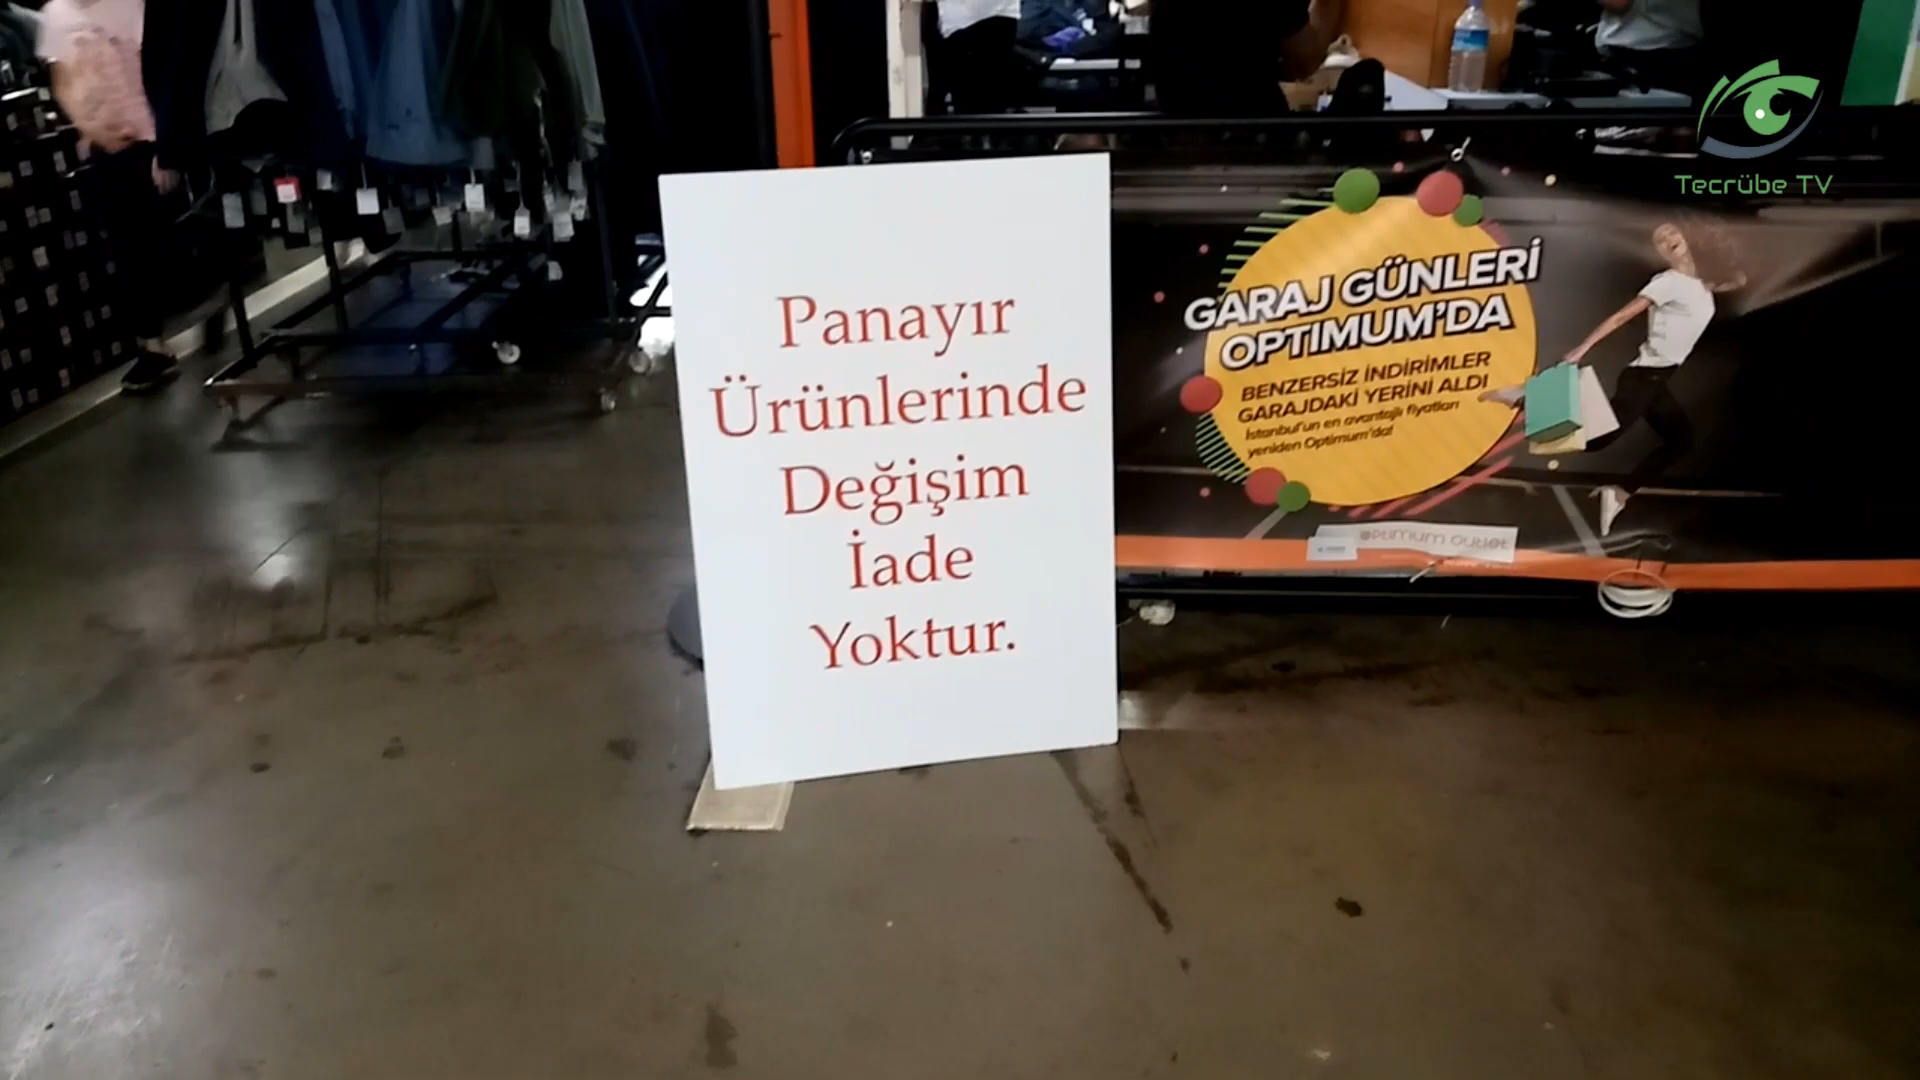 Tecrübe TV
Panayır
Ürünlerinde
Değişim
İade
Yoktur.
GARAJ GÜNLERİ
OPTIMUM'DA
BENZERSİZ İNDİRİMLER
GARAJDAKİ YERİNİ ALDI
İstanbul'un en avantajlı fiyatları
yeniden Optimum'da!
optimum outlet